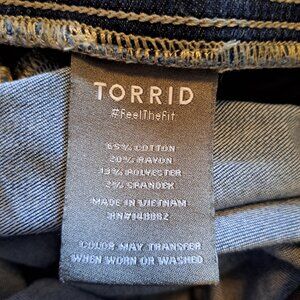 TORRID
#FeelTheFit
65% COTTON
20% RAYON
13% POLYESTER
2% SPANDEX
MADE IN VIETNAM
RN#148882
COLOR MAY TRANSFER
WHEN WORN OR WASHED